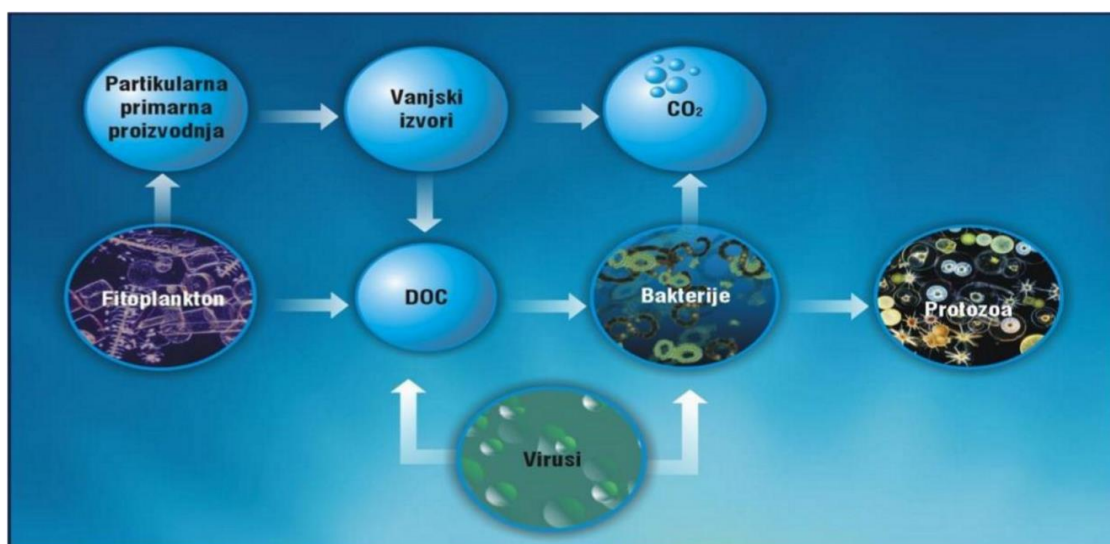 Partikularna
primarna
proizvodnja
Vanjski
izvori
CO₂
Fitoplankton
DOC
Bakterije
Protozoa
Virusi